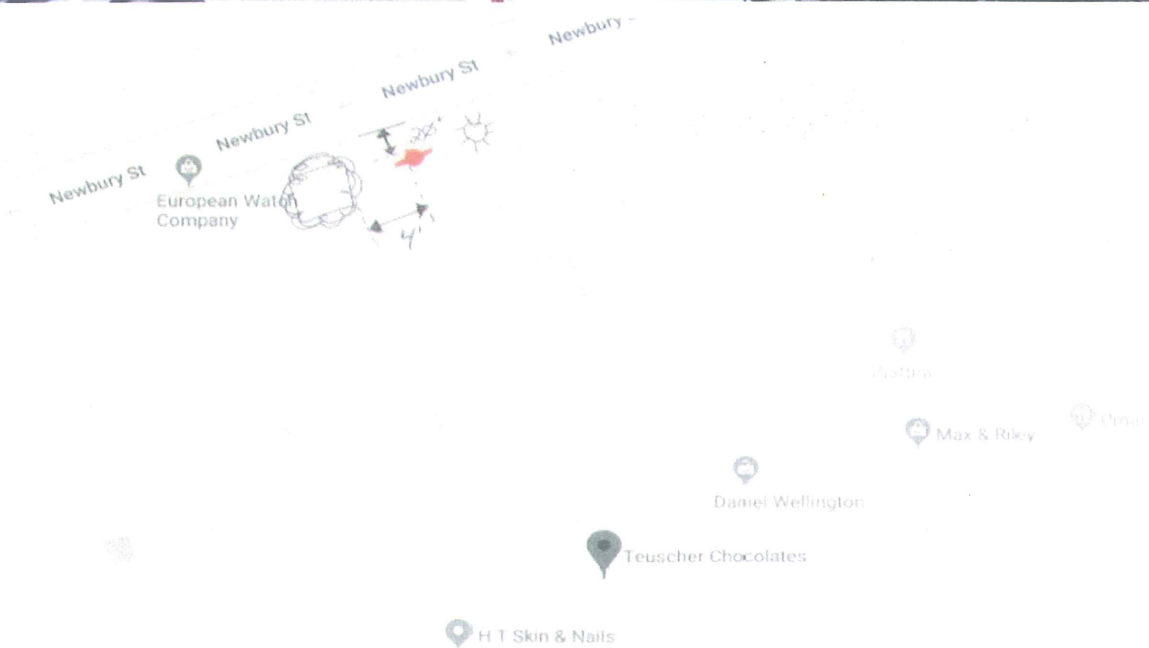 Newbury
Newbury St
Newbury St
Newbury St
European Watch
Company
4'
Max & Riley
Daniel Wellington
Teuscher Chocolates
H T Skin & Nails